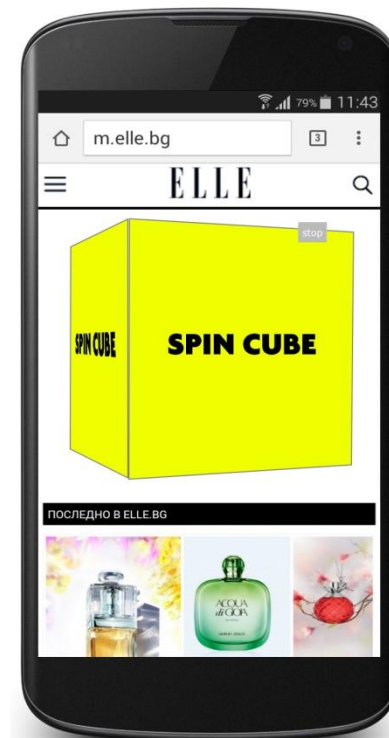 79% 11:43
m.elle.bg 3
ELLE
stop
SPIN CUBE SPIN CUBE
ПОСЛЕДНО В ELLE.BG
ACQUA
di GIOIA